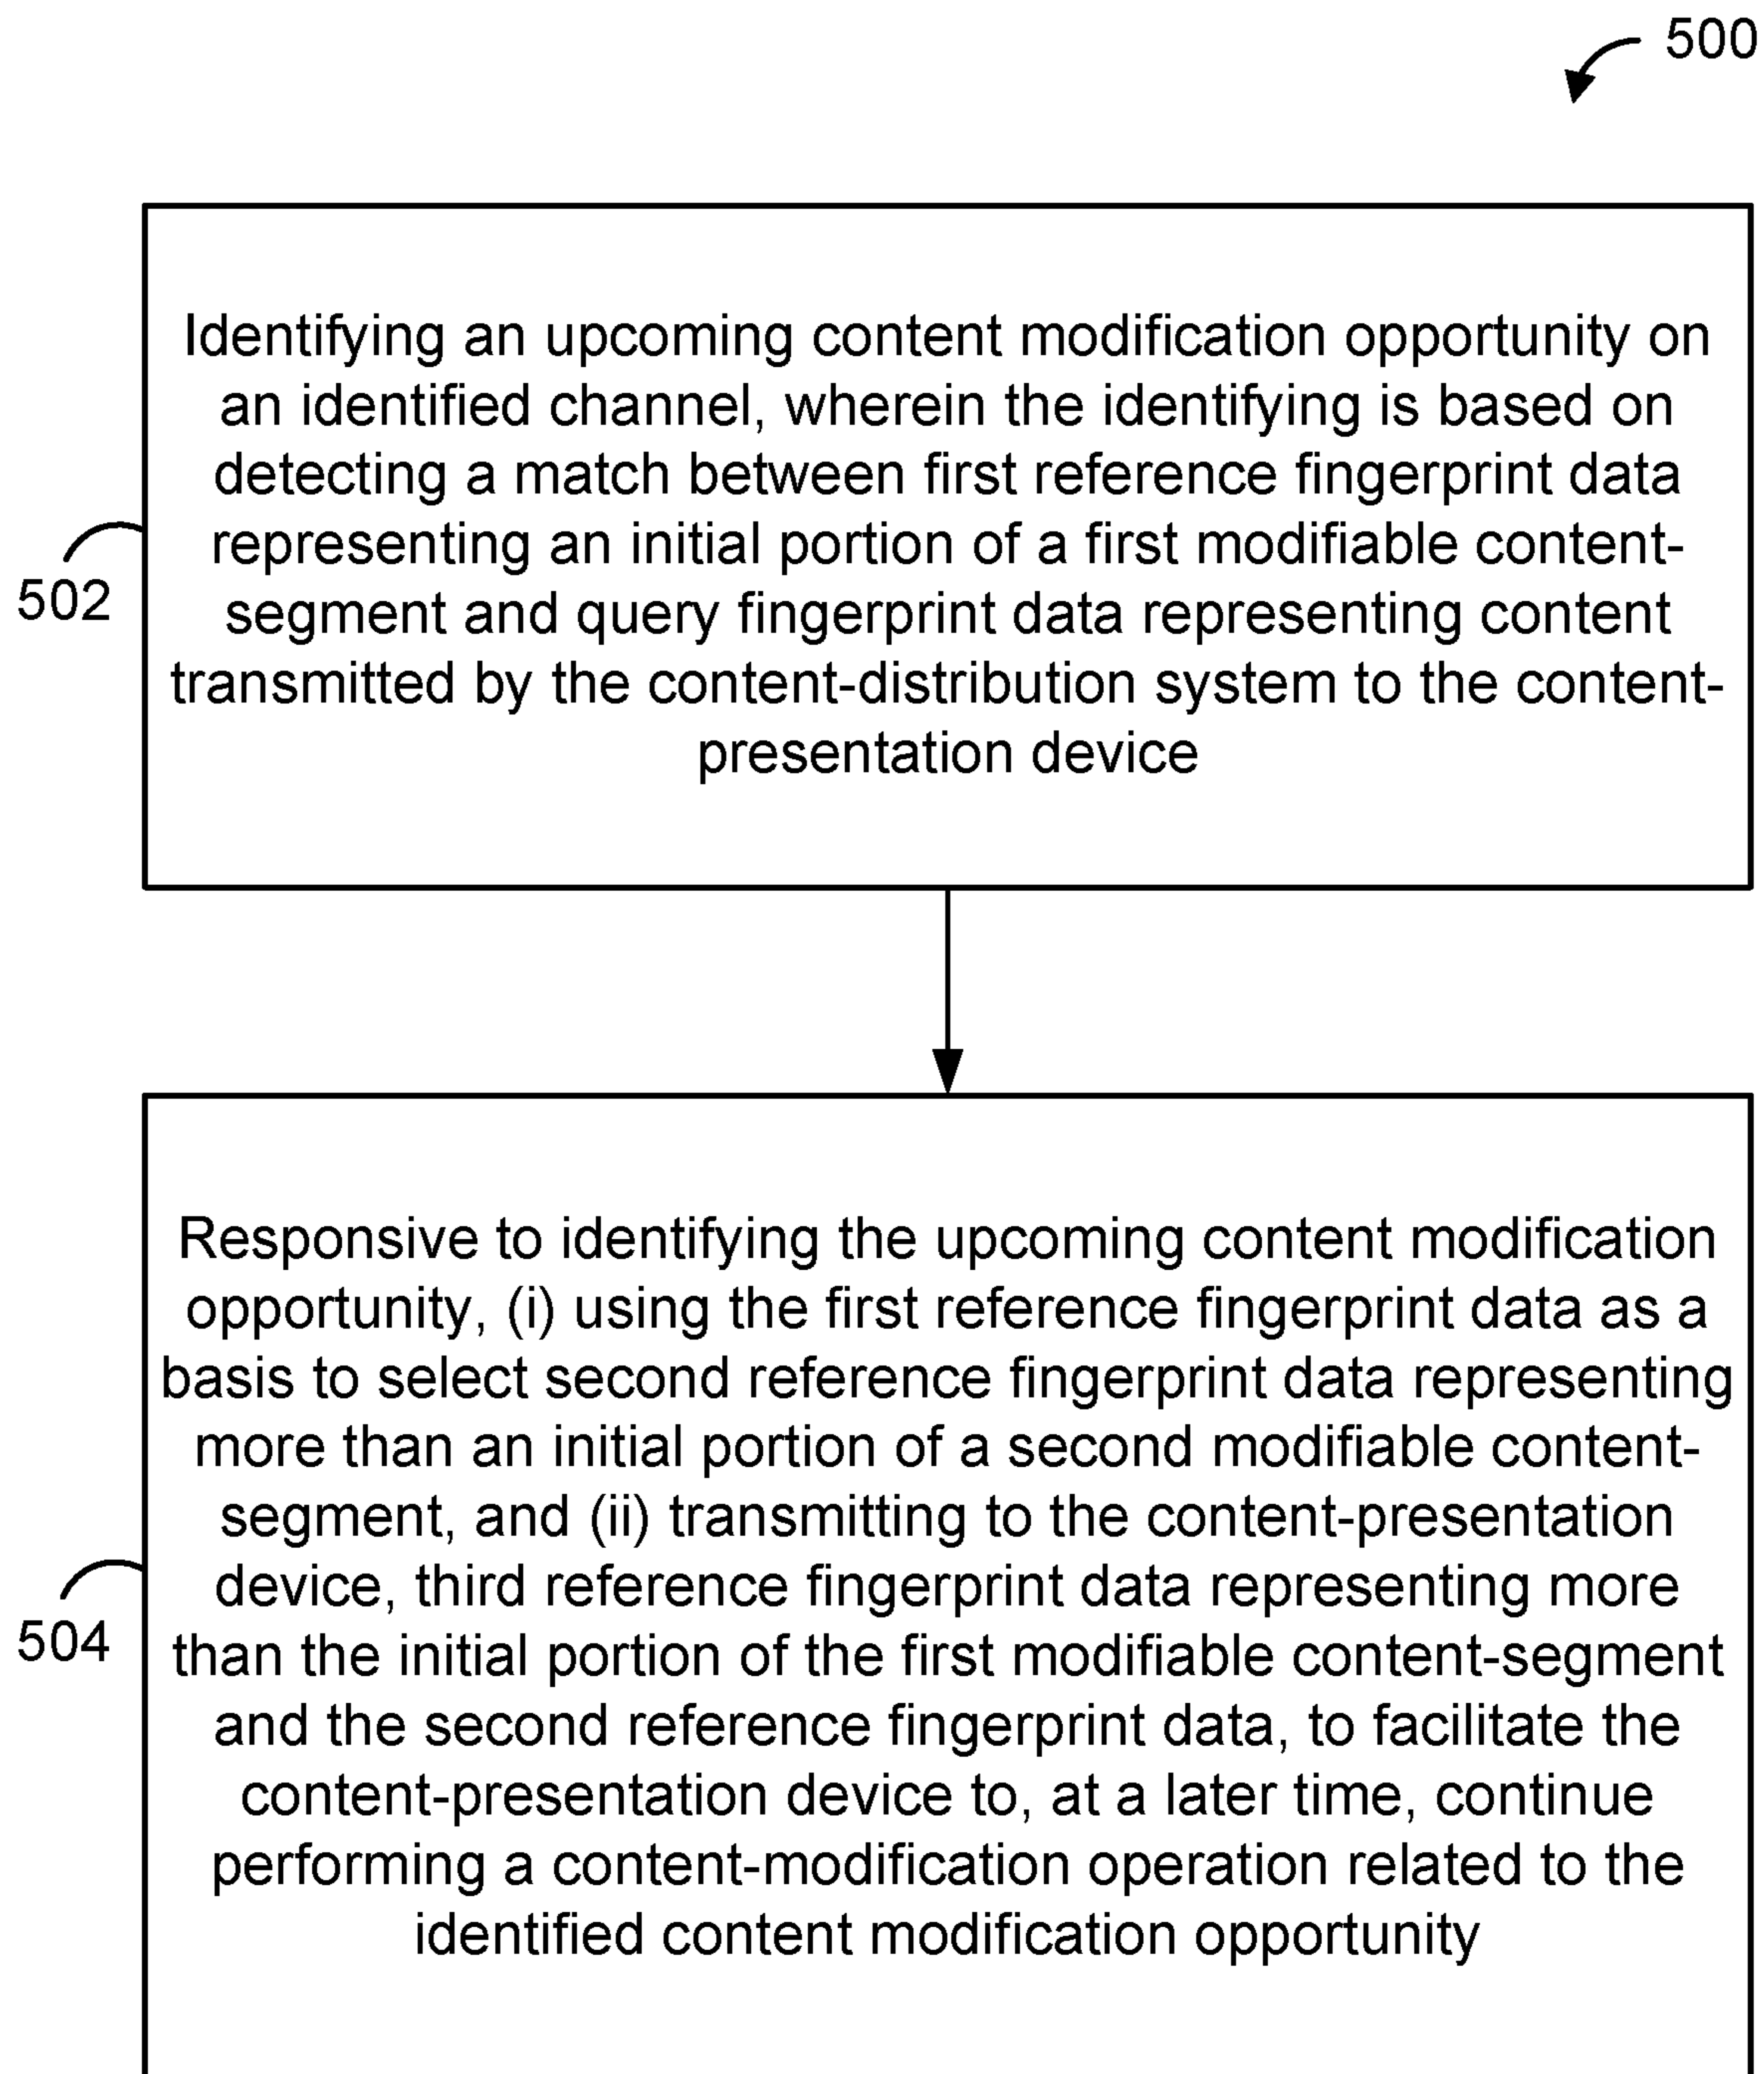 500
Identifying an upcoming content modification opportunity on
an identified channel, wherein the identifying is based on
detecting a match between first reference fingerprint data
representing an initial portion of a first modifiable content-
segment and query fingerprint data representing content
transmitted by the content-distribution system to the content-
presentation device
502
Responsive to identifying the upcoming content modification
opportunity, (i) using the first reference fingerprint data as a
basis to select second reference fingerprint data representing
more than an initial portion of a second modifiable content-
segment, and (ii) transmitting to the content-presentation
device, third reference fingerprint data representing more
than the initial portion of the first modifiable content-segment
and the second reference fingerprint data, to facilitate the
content-presentation device to, at a later time, continue
performing a content-modification operation related to the
identified content modification opportunity
504